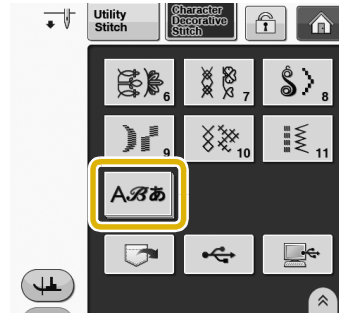 Utility
Stitch
Character
Decorative
Stitch
6
7
8
9
10
11
Aℬあ